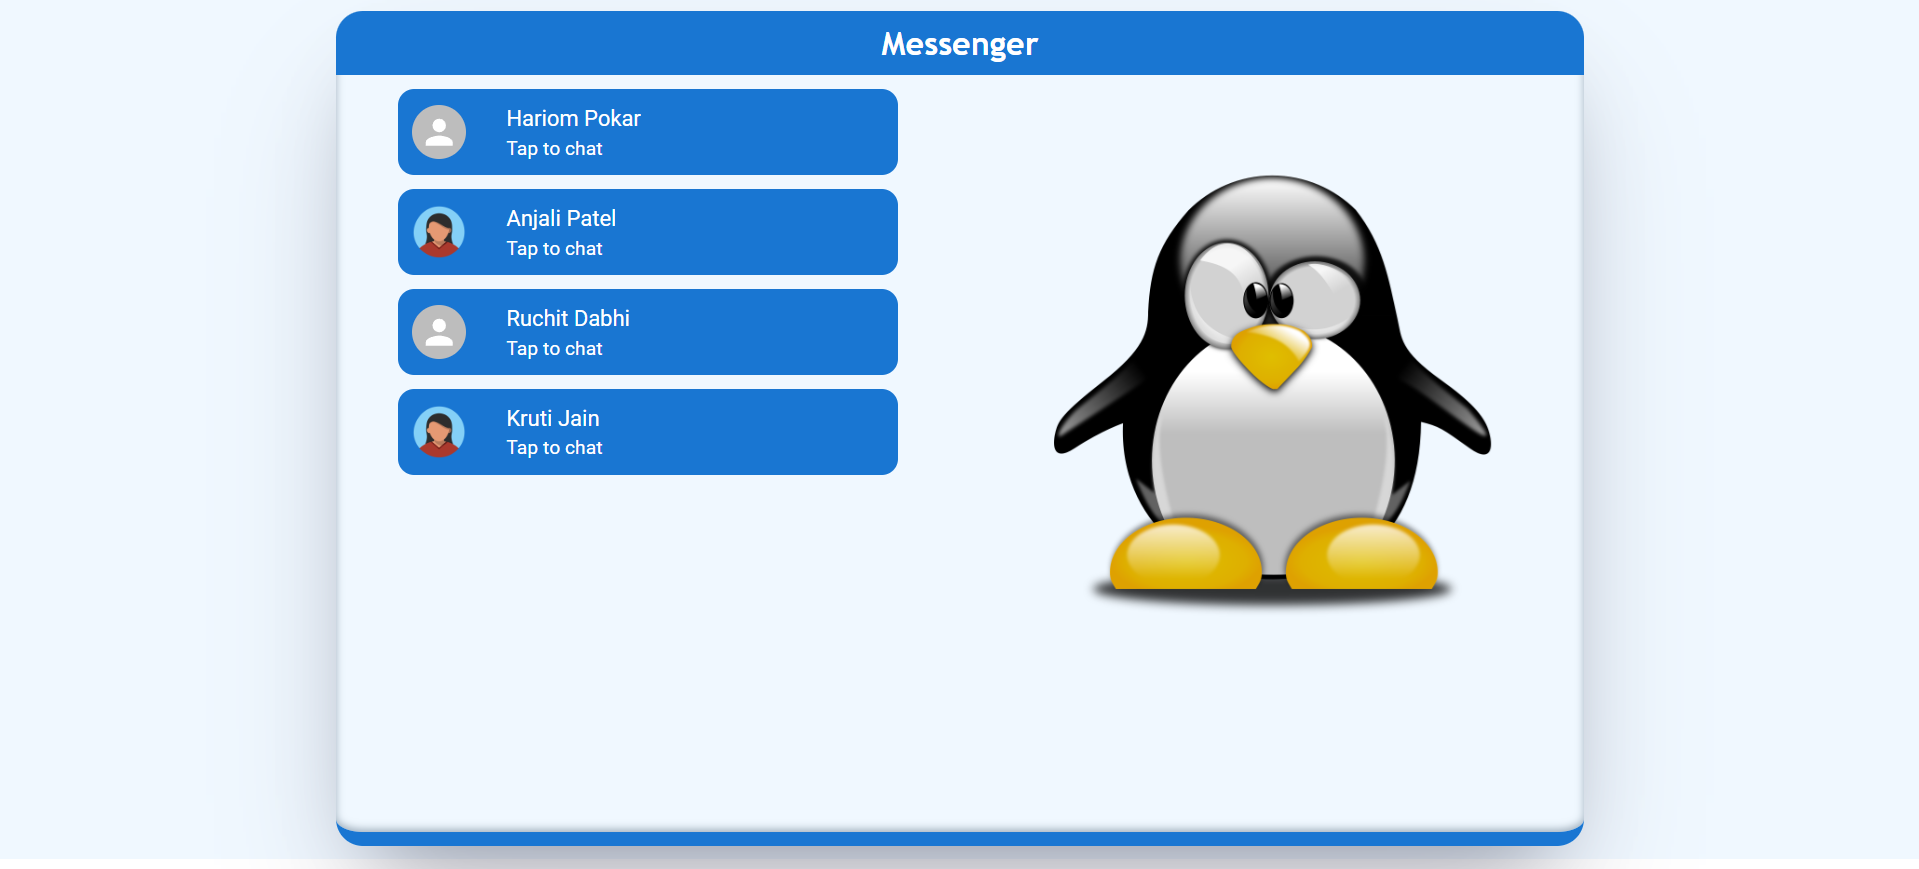 Messenger
Hariom Pokar
Tap to chat
Anjali Patel
Tap to chat
Ruchit Dabhi
Tap to chat
Kruti Jain
Tap to chat